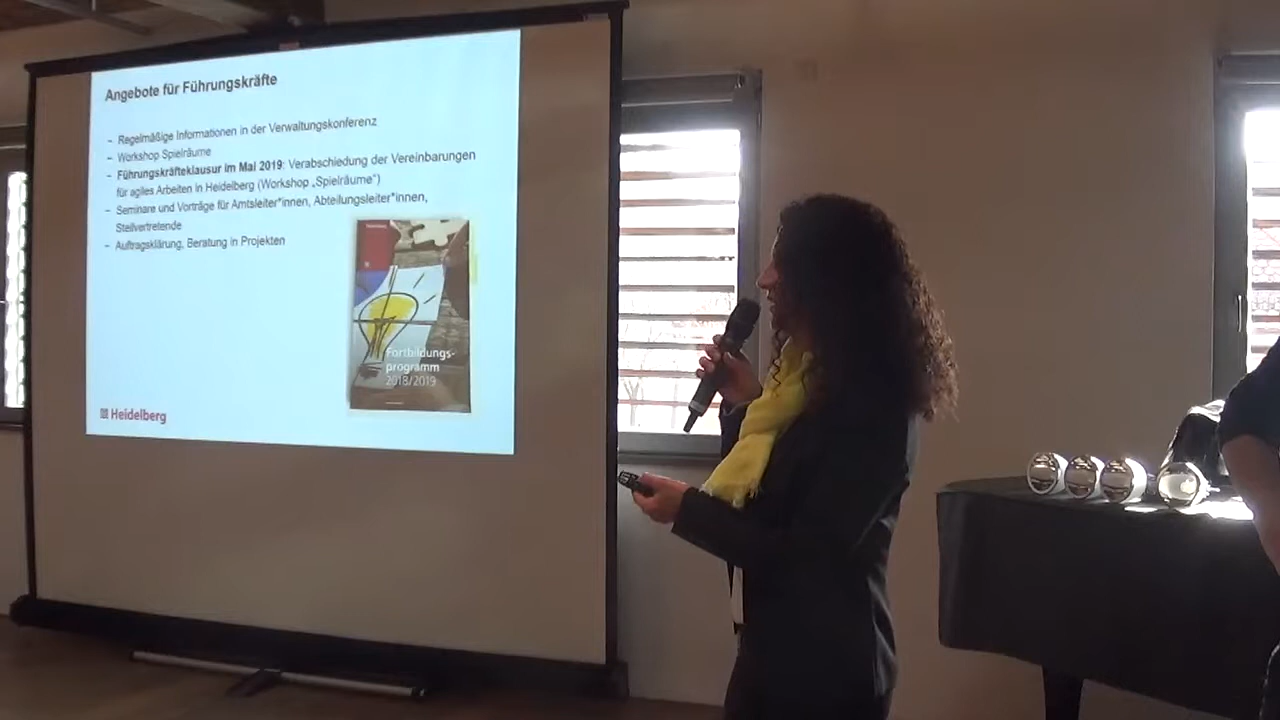 Angebote für Führungskräfte
– Regelmäßige Informationen in der Verwaltungskonferenz
– Workshop Spielräume
– Führungskräfteklausur im Mai 2019: Verabschiedung der Vereinbarungen
für agiles Arbeiten in Heidelberg (Workshop „Spielräume“)
– Seminare und Vorträge für Amtsleiter*innen, Abteilungsleiter*innen,
Stellvertretende
– Auftragsklärung, Beratung in Projekten
Fortbildungs-
programm
2018/2019
Heidelberg